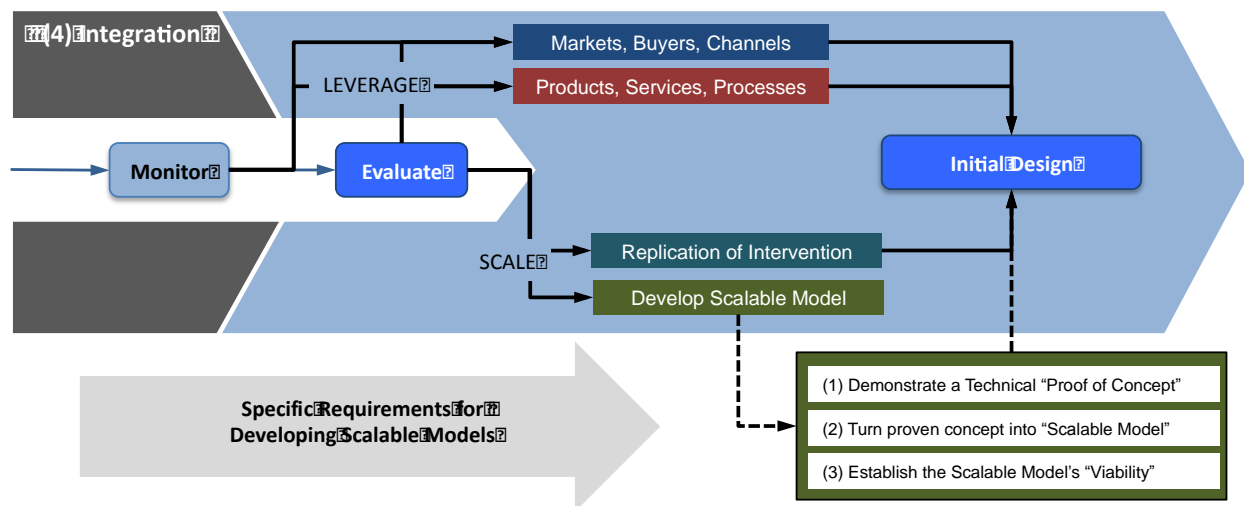 (4) Integration
Markets, Buyers, Channels
LEVERAGE
Products, Services, Processes
Monitor
Evaluate
Initial Design
SCALE
Replication of Intervention
Develop Scalable Model
Specific Requirements for
Developing Scalable Models
(1) Demonstrate a Technical “Proof of Concept”
(2) Turn proven concept into “Scalable Model”
(3) Establish the Scalable Model’s “Viability”